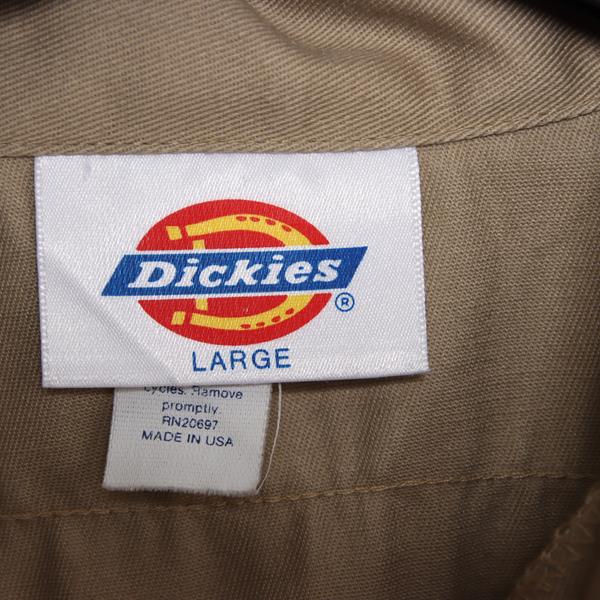 Dickies
®
LARGE
cycles. Remove
promptly.
RN20697
MADE IN USA